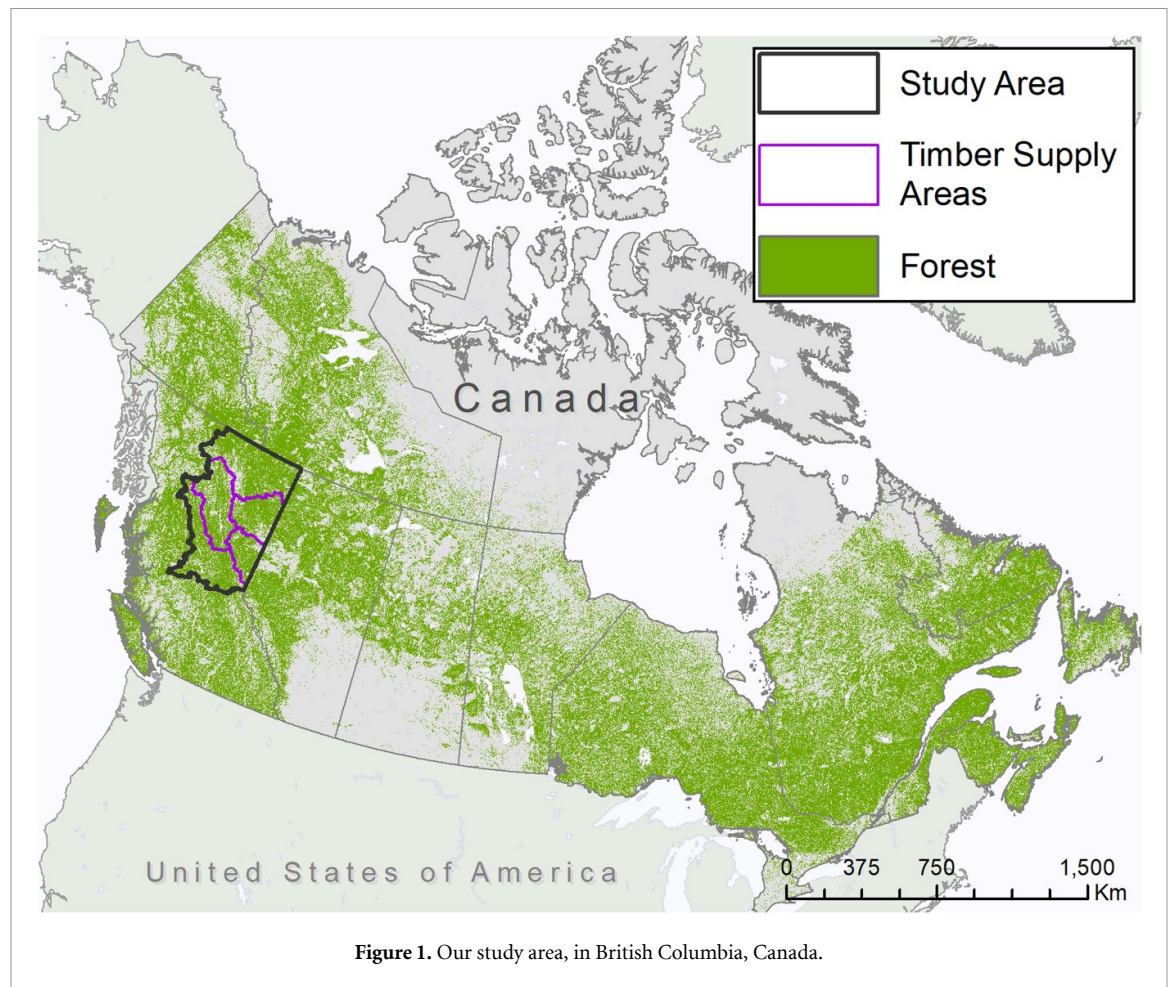 Study Area
Timber Supply
Areas
Forest
Canada
United States of America
0 375 750 1,500
Km
Figure 1. Our study area, in British Columbia, Canada.